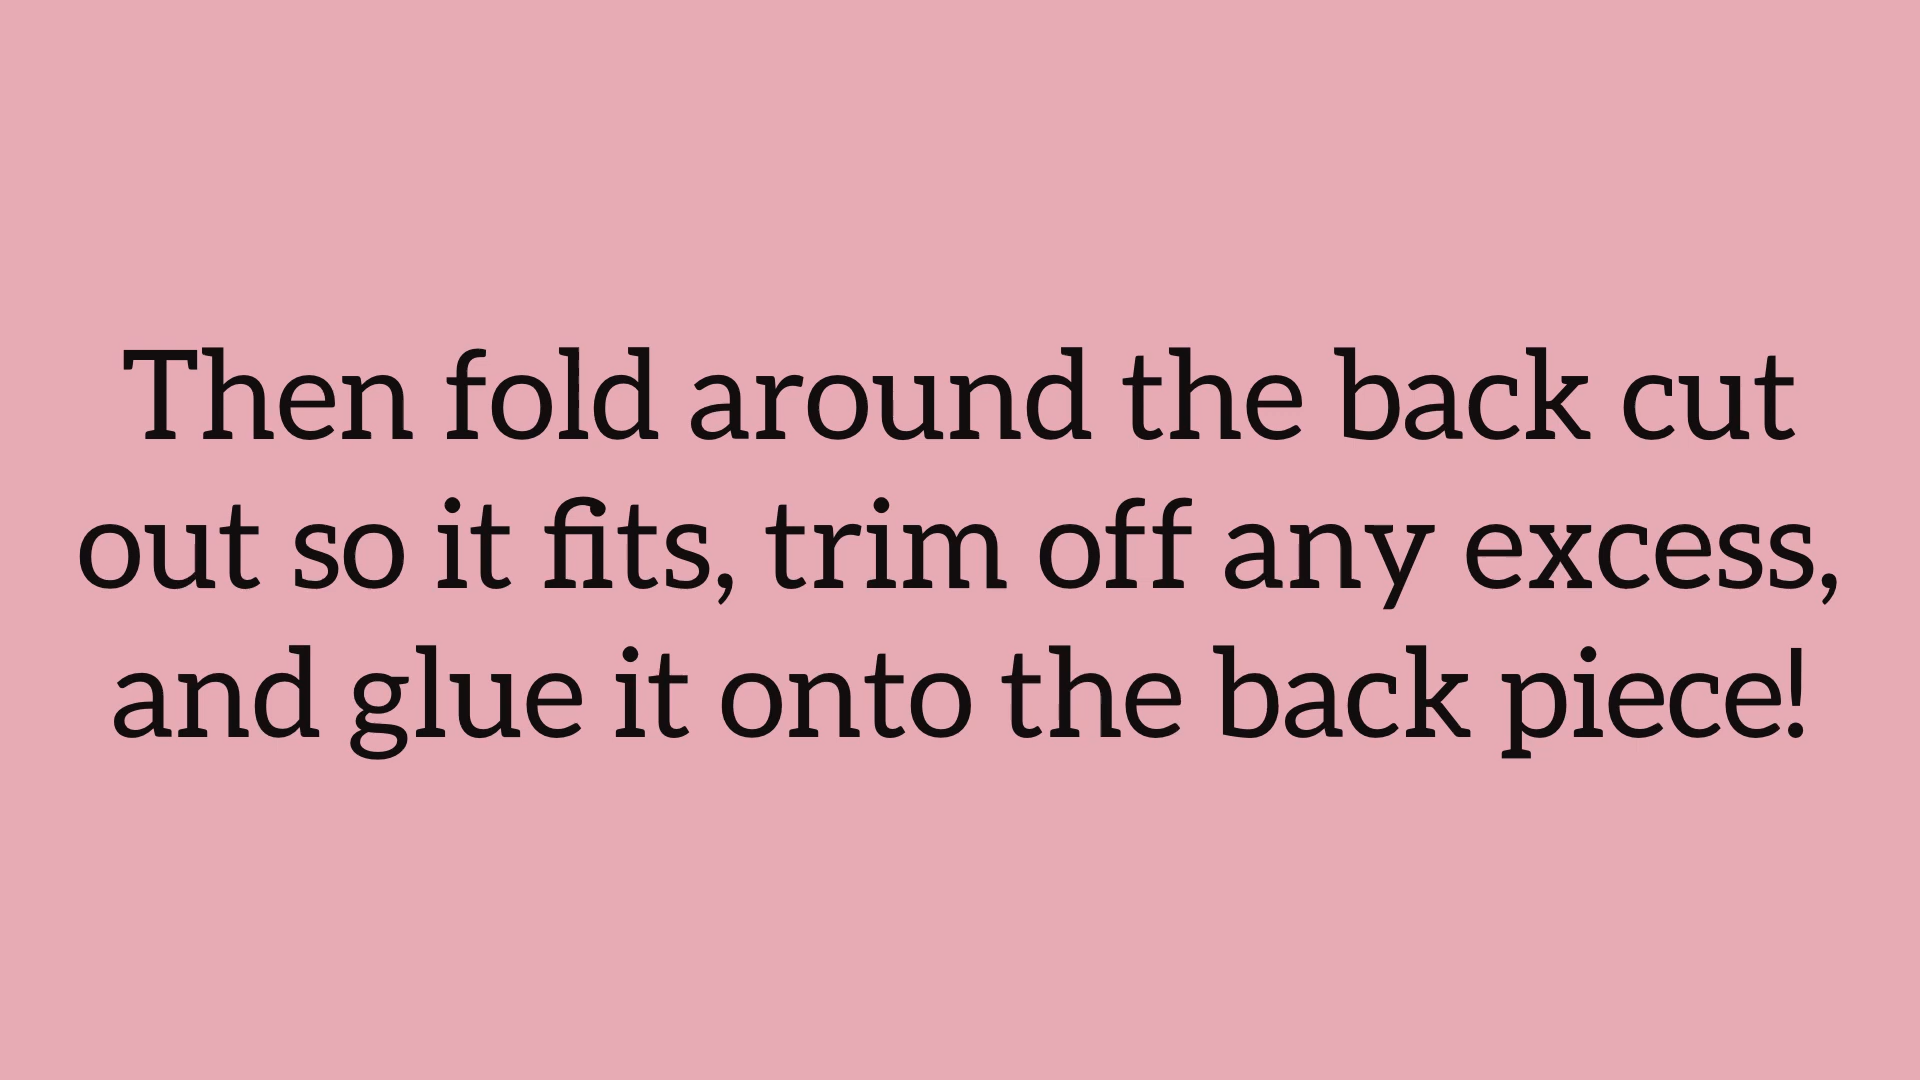 Then fold around the back cut
out so it fits, trim off any excess,
and glue it onto the back piece!